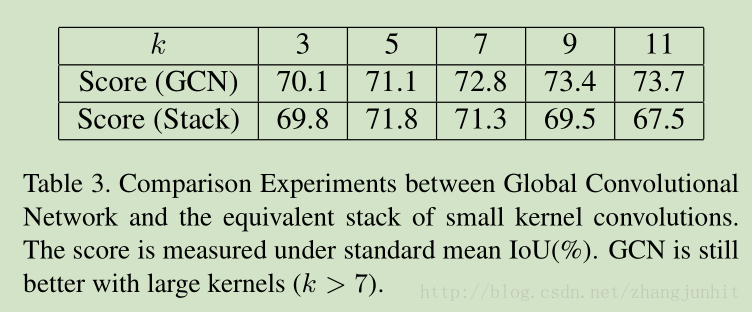 k 3 5 7 9 11
Score (GCN) 70.1 71.1 72.8 73.4 73.7
Score (Stack) 69.8 71.8 71.3 69.5 67.5
Table 3. Comparison Experiments between Global Convolutional
Network and the equivalent stack of small kernel convolutions.
The score is measured under standard mean IoU(%). GCN is still
better with large kernels (k > 7).
http://blog.csdn.net/zhangjunhit